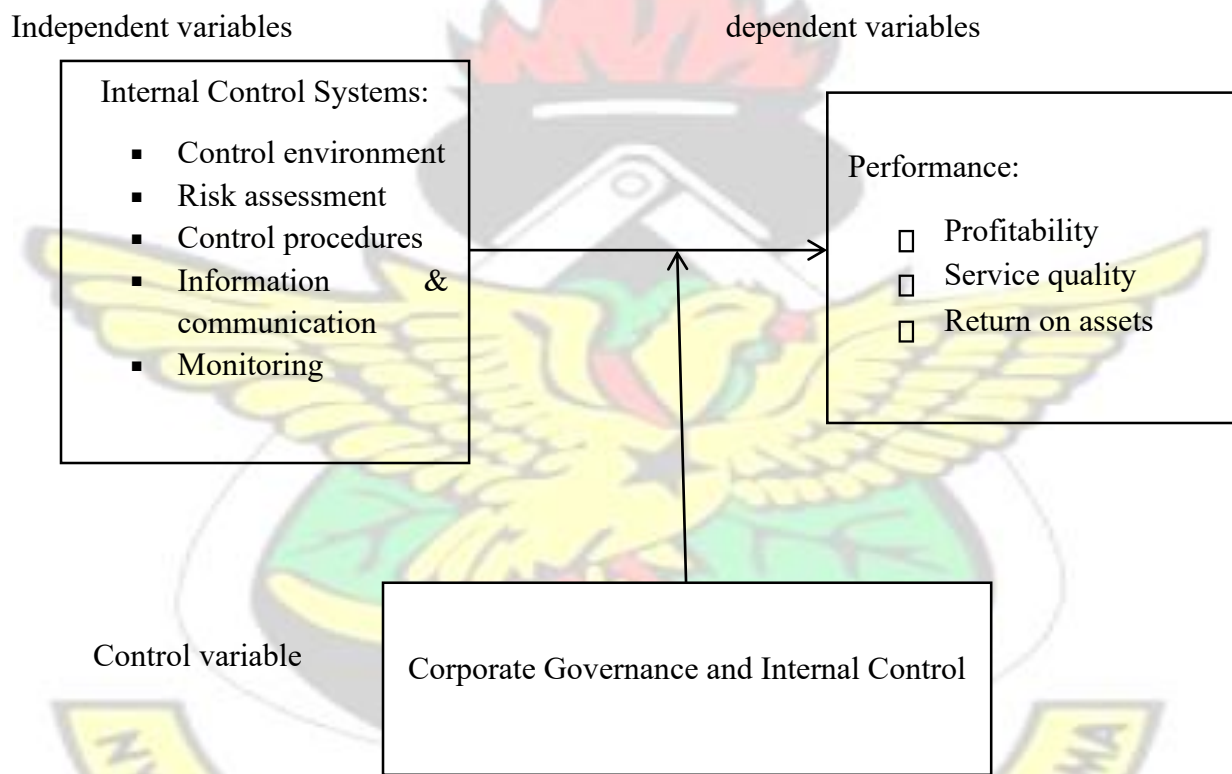 Independent variables
dependent variables
Internal Control Systems:
▪ Control environment
▪ Risk assessment
▪ Control procedures
▪ Information &
communication
▪ Monitoring
Performance:
Profitability
Service quality
Return on assets
Control variable
Corporate Governance and Internal Control